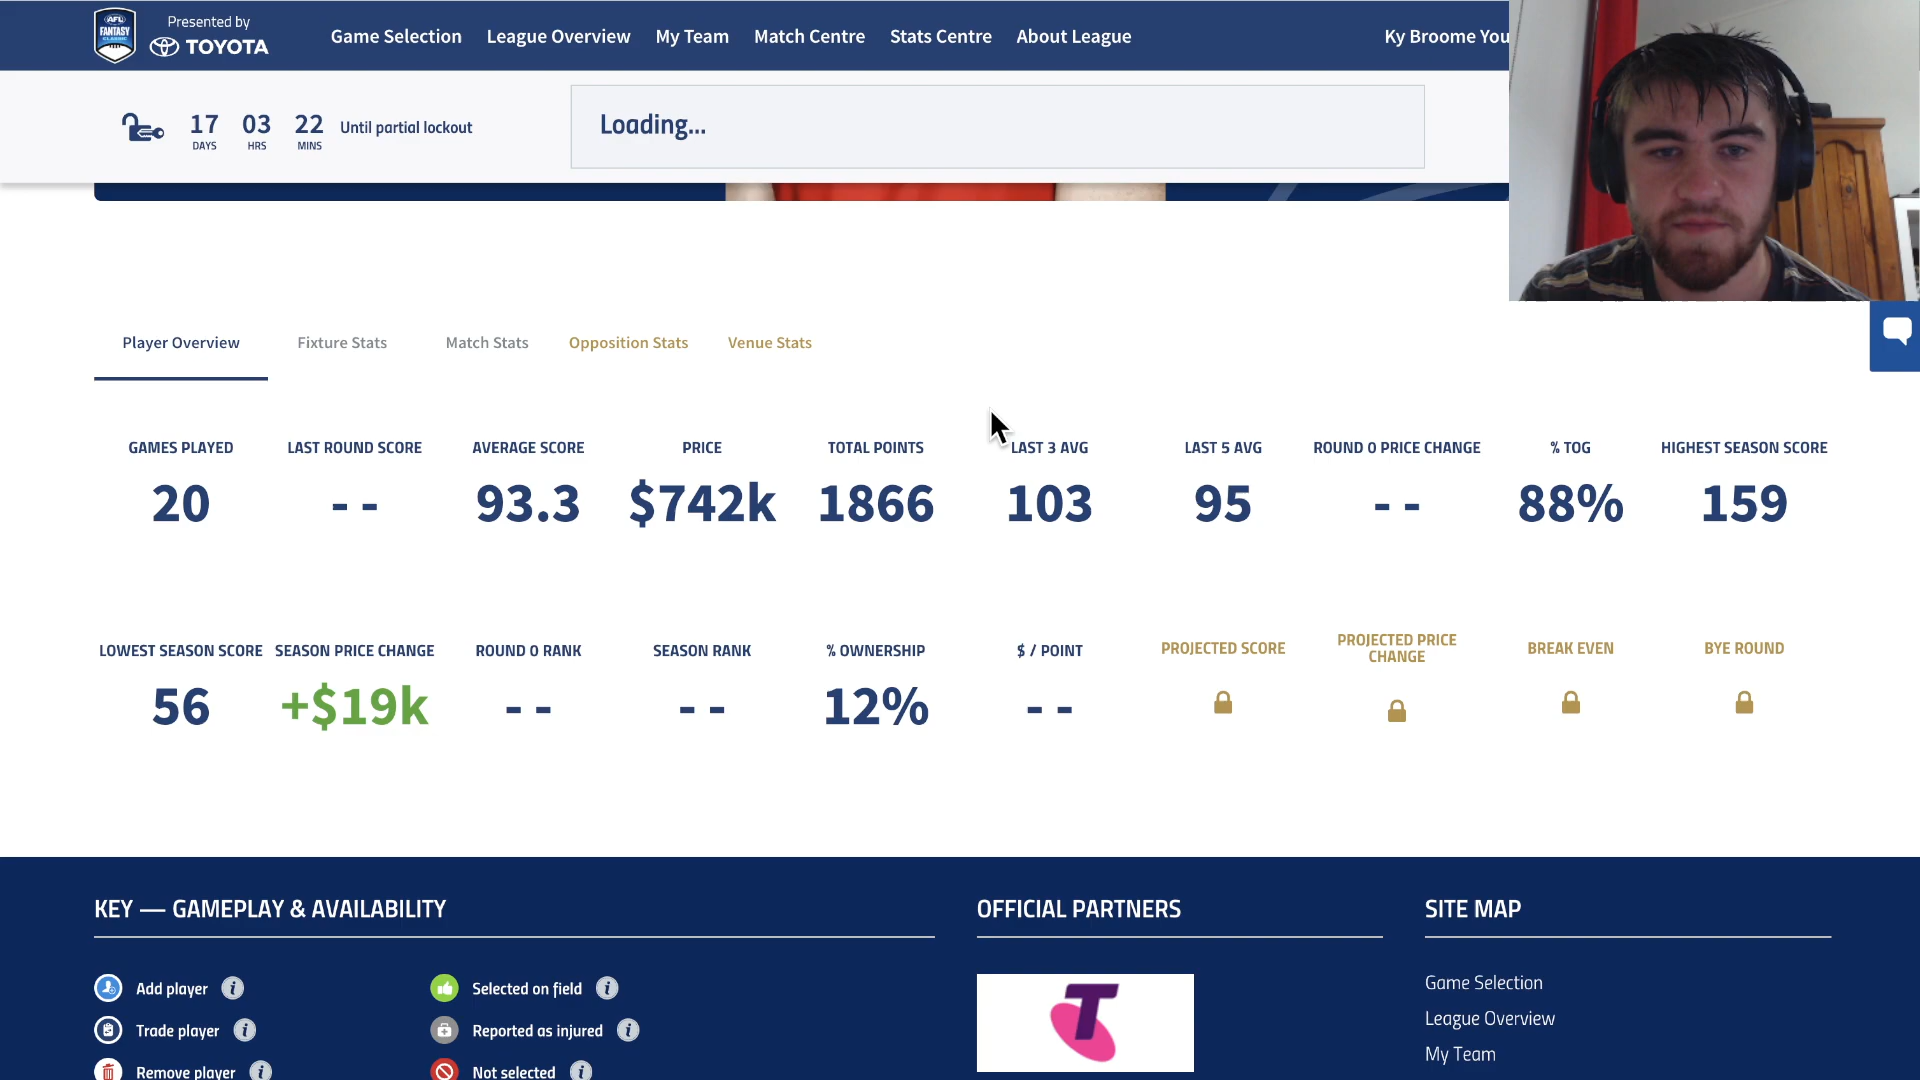 AFL
FANTASY
CLASSIC
Presented by
TOYOTA
Game Selection
League Overview
My Team
Match Centre
Stats Centre
About League
Ky Broome You
17
DAYS
03
HRS
22
MINS
Until partial lockout
Loading...
Player Overview
Fixture Stats
Match Stats
Opposition Stats
Venue Stats
GAMES PLAYED
20
LAST ROUND SCORE
- -
AVERAGE SCORE
93.3
PRICE
$742k
TOTAL POINTS
1866
LAST 3 AVG
103
LAST 5 AVG
95
ROUND 0 PRICE CHANGE
- -
% TOG
88%
HIGHEST SEASON SCORE
159
LOWEST SEASON SCORE
56
SEASON PRICE CHANGE
+$19k
ROUND 0 RANK
- -
SEASON RANK
- -
% OWNERSHIP
12%
$ / POINT
- -
PROJECTED SCORE
PROJECTED PRICE
CHANGE
BREAK EVEN
BYE ROUND
KEY — GAMEPLAY & AVAILABILITY
Add player
Selected on field
Trade player
Reported as injured
Remove player
Not selected
OFFICIAL PARTNERS
T
SITE MAP
Game Selection
League Overview
My Team